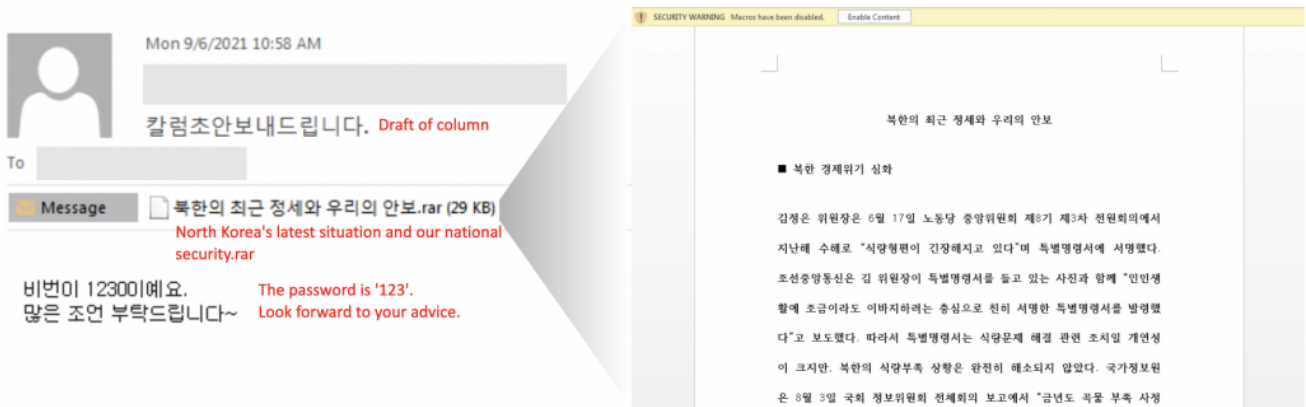 Mon 9/6/2021 10:58 AM
칼럼초안보내드립니다. Draft of column
To
Message 북한의 최근 정세와 우리의 안보.rar (29 KB)
North Korea's latest situation and our national
security.rar
비번이 1230이예요. The password is '123'.
많은 조언 부탁드립니다~ Look forward to your advice.
SECURITY WARNING Macros have been disabled. Enable Content
북한의 최근 정세와 우리의 안보
■ 북한 경제위기 심화
김정은 위원장은 6월 17일 노동당 중앙위원회 제8기 제3차 전원회의에서
지난해 수해로 “식량형편이 긴장해지고 있다”며 특별명령서에 서명했다.
조선중앙통신은 김 위원장이 특별명령서를 들고 있는 사진과 함께 “인민생
활에 조금이라도 이바지하려는 충심으로 친히 서명한 특별명령서를 발령했
다”고 보도했다. 따라서 특별명령서는 식량문제 해결 관련 조치일 개연성
이 크지만, 북한의 식량부족 상황은 완전히 해소되지 않았다. 국가정보원
은 8월 3일 국회 정보위원회 전체회의 보고에서 “금년도 곡물 부족 사정